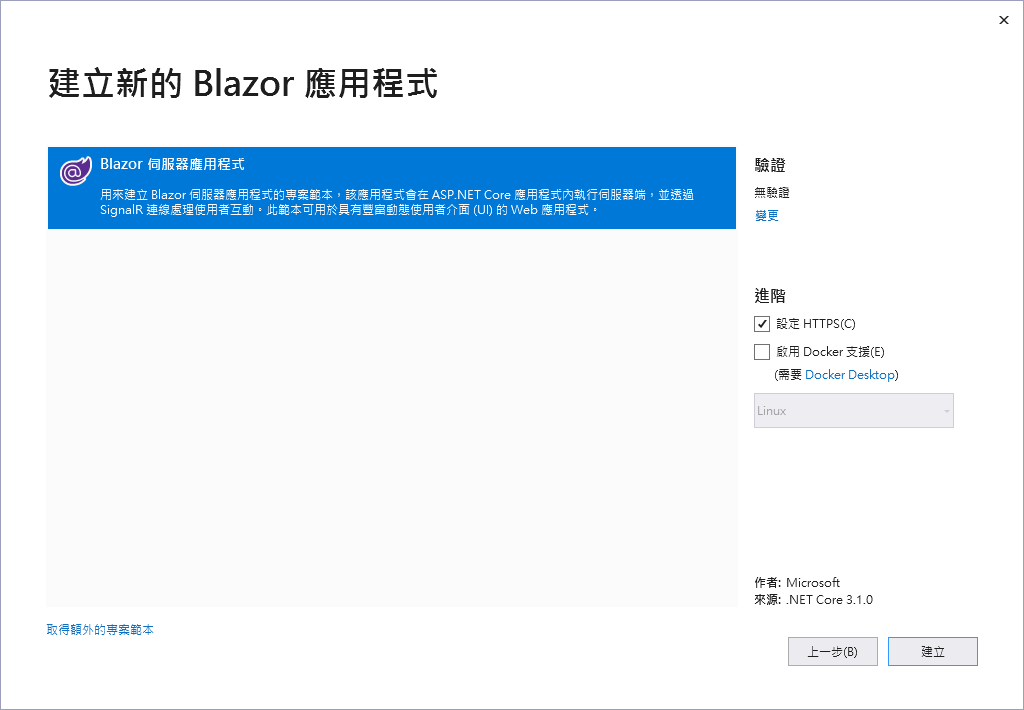 建立新的 Blazor 應用程式
Blazor 伺服器應用程式
用來建立 Blazor 伺服器應用程式的專案範本，該應用程式會在 ASP.NET Core 應用程式內執行伺服器端，並透過
SignalR 連線處理使用者互動。此範本可用於具有豐富動態使用者介面 (UI) 的 Web 應用程式。
驗證
無驗證
變更
進階
設定 HTTPS(C)
啟用 Docker 支援(E)
(需要 Docker Desktop)
Linux
作者: Microsoft
來源: .NET Core 3.1.0
取得額外的專案範本
上一步(B)
建立